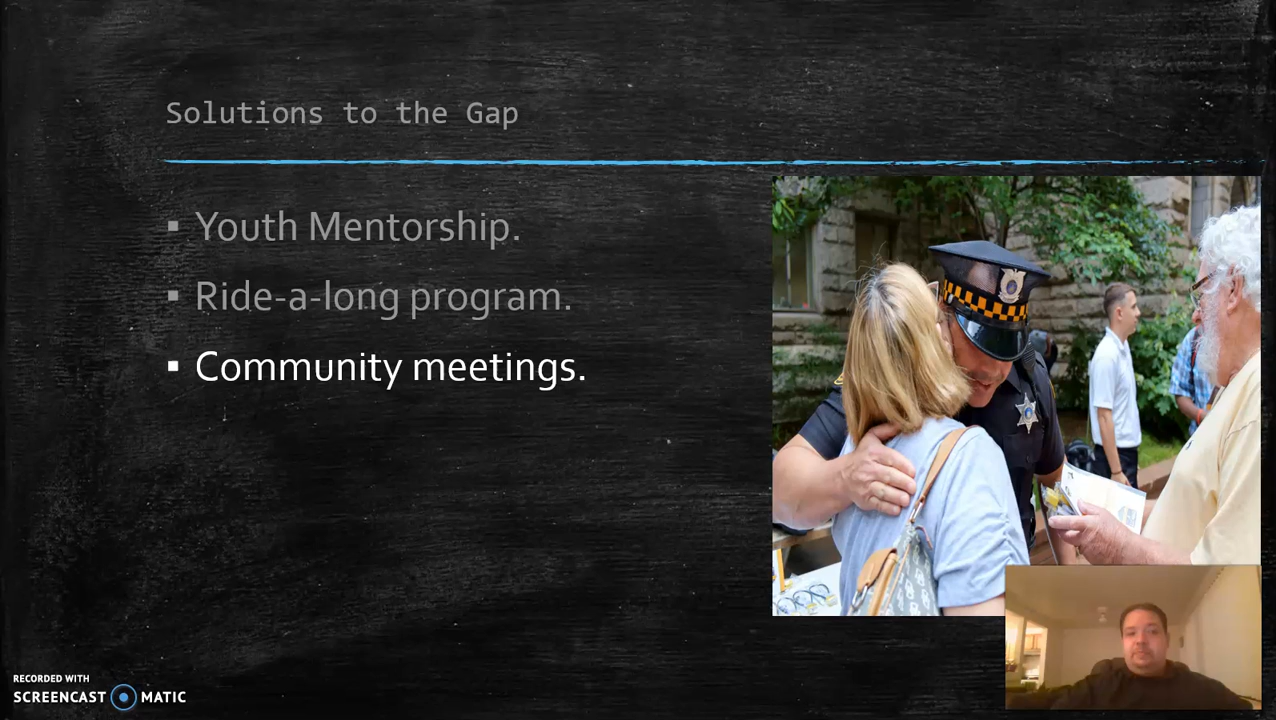 Solutions to the Gap
▪ Youth Mentorship.
▪ Ride-a-long program.
▪ Community meetings.
RECORDED WITH
SCREENCAST MATIC